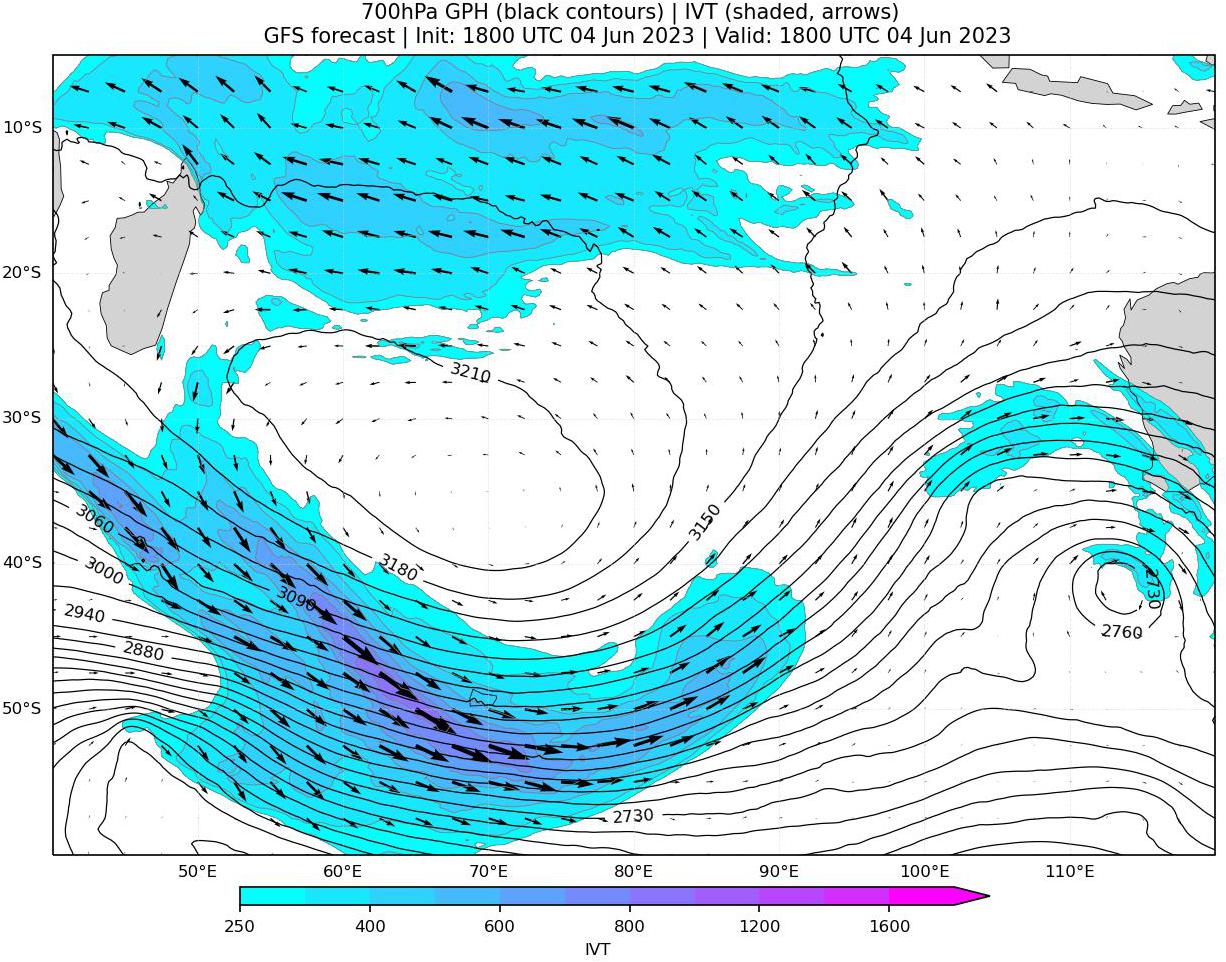 700hPa GPH (black contours) | IVT (shaded, arrows)
GFS forecast | Init: 1800 UTC 04 Jun 2023 | Valid: 1800 UTC 04 Jun 2023
10°S
20°S
3210
30°S
3060
3150
40°S
3000
3180
3090
2730
2940
2760
2880
50°S
2730
50°E 60°E 70°E 80°E 90°E 100°E 110°E
250 400 600 800 1200 1600
IVT